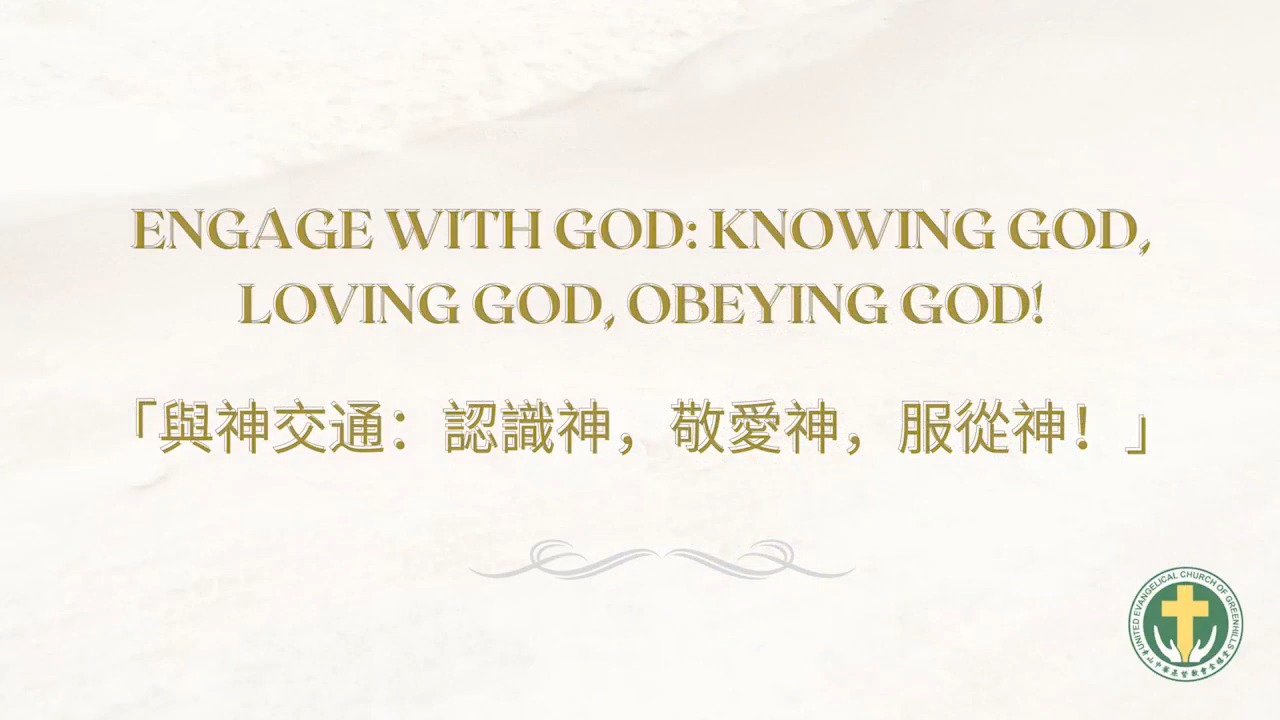 ENGAGE WITH GOD: KNOWING GOD,
LOVING GOD, OBEYING GOD!
「與神交通：認識神，敬愛神，服從神！」
UNITED EVANGELICAL CHURCH OF GREENHILLS